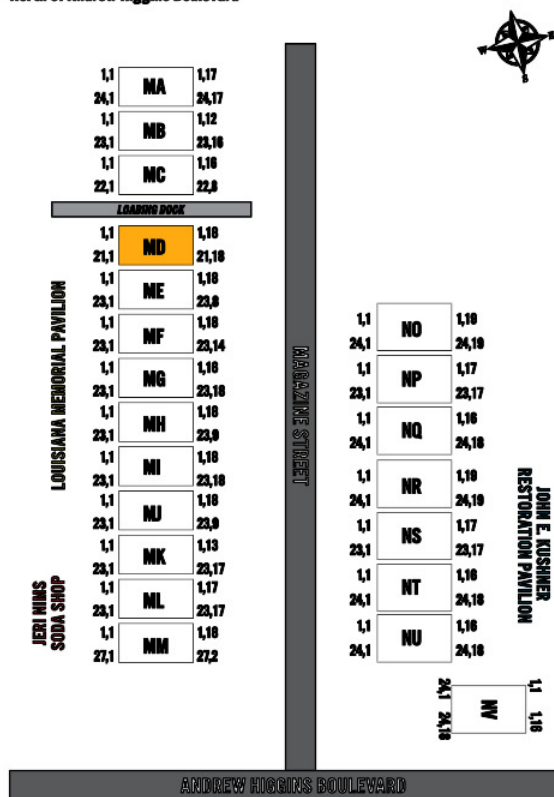 1,1 MA 1,17
24,1 24,17
1,1 MB 1,12
23,1 23,16
1,1 MC 1,16
22,1 22,8
LOADING DOCK
1,1 MD 1,18
21,1 21,18
1,1 ME 1,18
23,1 23,8
1,1 MF 1,18
23,1 23,14
1,1 MG 1,16
23,1 23,18
1,1 MH 1,18
23,1 23,9
1,1 MI 1,18
23,1 23,18
1,1 MJ 1,18
23,1 23,9
1,1 MK 1,13
23,1 23,17
1,1 ML 1,17
23,1 23,17
1,1 MM 1,18
27,1 27,2
LOUISIANA MEMORIAL PAVILION
JERI NIMS
SODA SHOP
MAGAZINE STREET
N
W E
S
1,1 NO 1,19
24,1 24,19
1,1 NP 1,17
23,1 23,17
1,1 NQ 1,16
24,1 24,18
1,1 NR 1,19
24,1 24,19
1,1 NS 1,17
23,1 23,17
1,1 NT 1,16
24,1 24,18
1,1 NU 1,16
24,1 24,18
1,1 NV 1,16
24,1 24,18
JOHN E. KUSHNER
RESTORATION PAVILION
ANDREW HIGGINS BOULEVARD